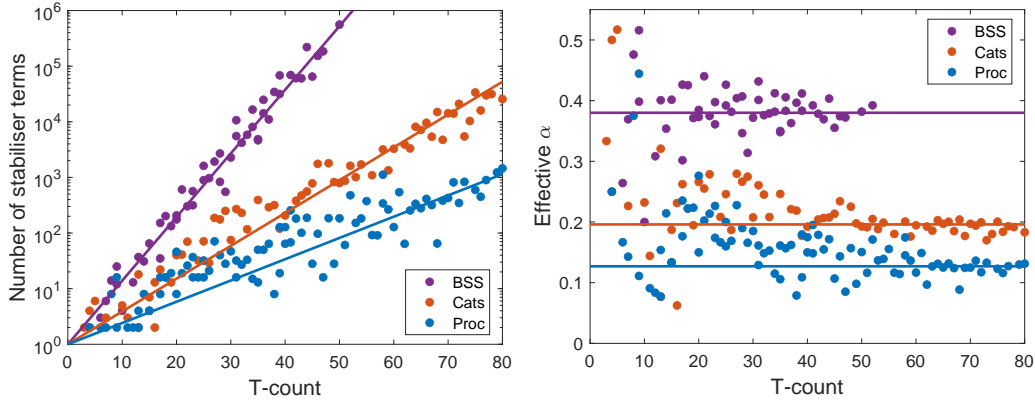 10^6
10^5
10^4
10^3
10^2
10^1
10^0
Number of stabiliser terms
0 10 20 30 40 50 60 70 80
T-count
BSS
Cats
Proc
0.5
0.4
0.3
0.2
0.1
0
Effective α
0 10 20 30 40 50 60 70 80
T-count
BSS
Cats
Proc